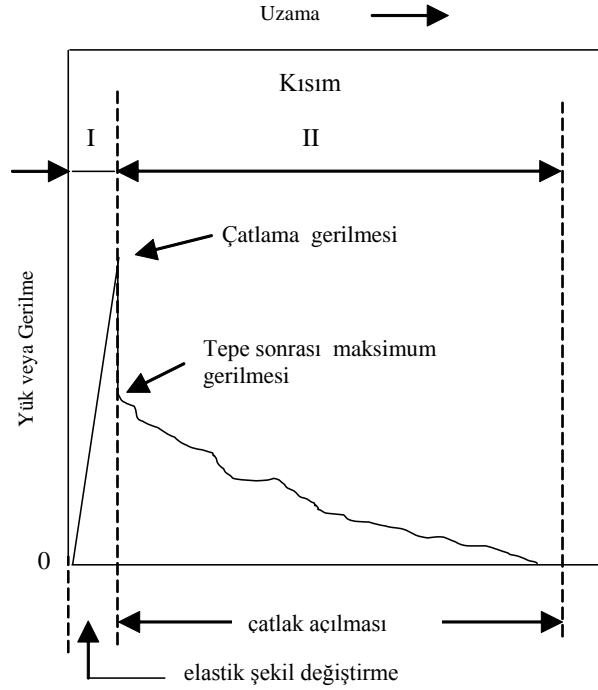 Uzama
Kısım
I
II
Çatlama gerilmesi
Yük veya Gerilme
Tepe sonrası maksimum
gerilmesi
0
çatlak açılması
elastik şekil değiştirme